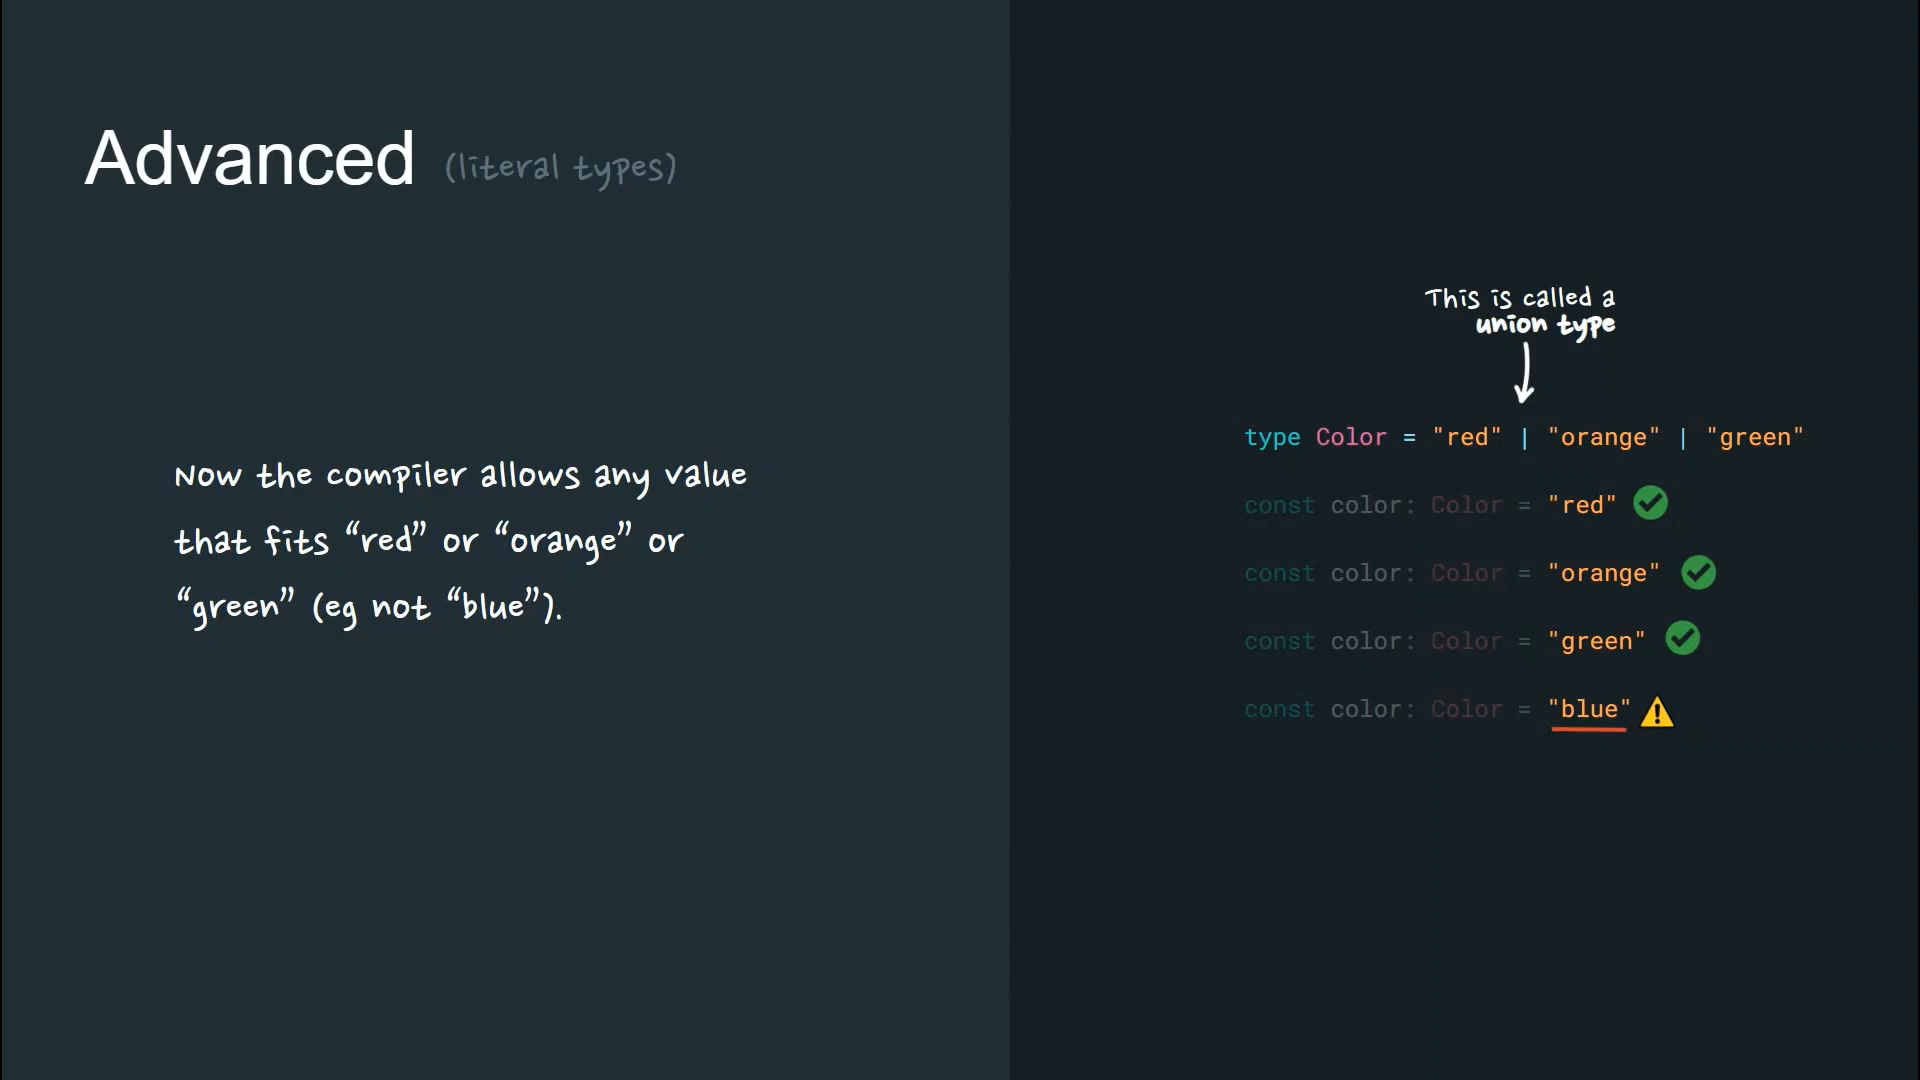 Advanced (literal types)
Now the compiler allows any value
that fits “red” or “orange” or
“green” (eg not “blue”).
This is called a
union type
type Color = "red" | "orange" | "green"
const color: Color = "red"
const color: Color = "orange"
const color: Color = "green"
const color: Color = "blue"